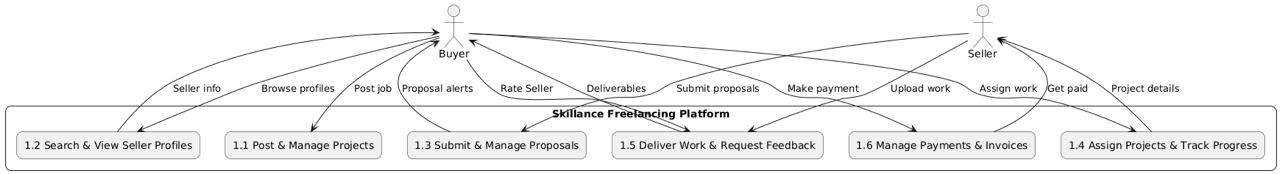 Buyer
Seller
Seller info
Browse profiles
Post job
Proposal alerts
Rate Seller
Deliverables
Submit proposals
Make payment
Upload work
Assign work
Get paid
Project details
Skillance Freelancing Platform
1.2 Search & View Seller Profiles
1.1 Post & Manage Projects
1.3 Submit & Manage Proposals
1.5 Deliver Work & Request Feedback
1.6 Manage Payments & Invoices
1.4 Assign Projects & Track Progress